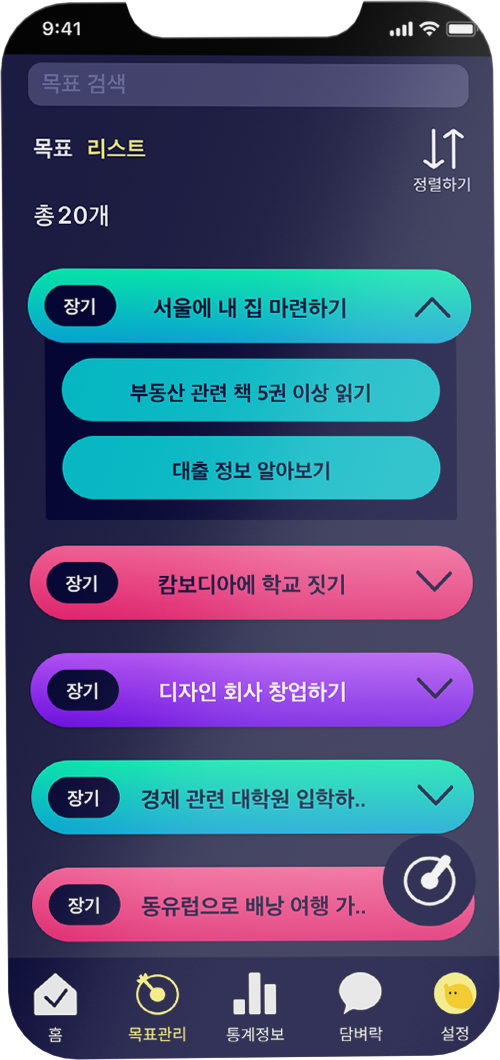 9:41
목표 검색
목표 리스트
정렬하기
총20개
장기 서울에 내 집 마련하기
부동산 관련 책 5권 이상 읽기
대출 정보 알아보기
장기 캄보디아에 학교 짓기
장기 디자인 회사 창업하기
장기 경제 관련 대학원 입학하..
장기 동유럽으로 배낭 여행 가..
홈 목표관리 통계정보 담벼락 설정